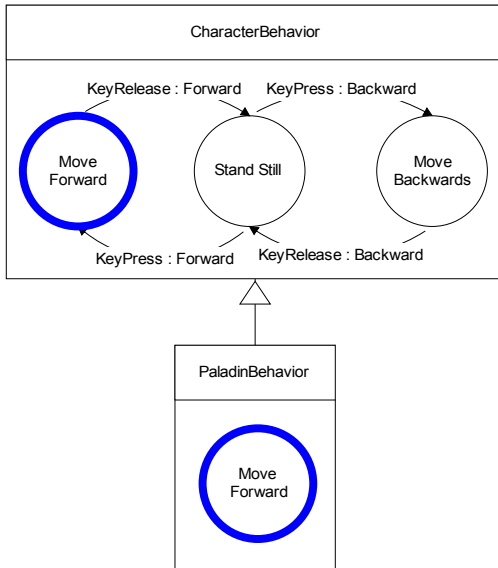 CharacterBehavior
KeyRelease : Forward
KeyPress : Backward
Move
Forward
Stand Still
Move
Backwards
KeyPress : Forward
KeyRelease : Backward
PaladinBehavior
Move
Forward